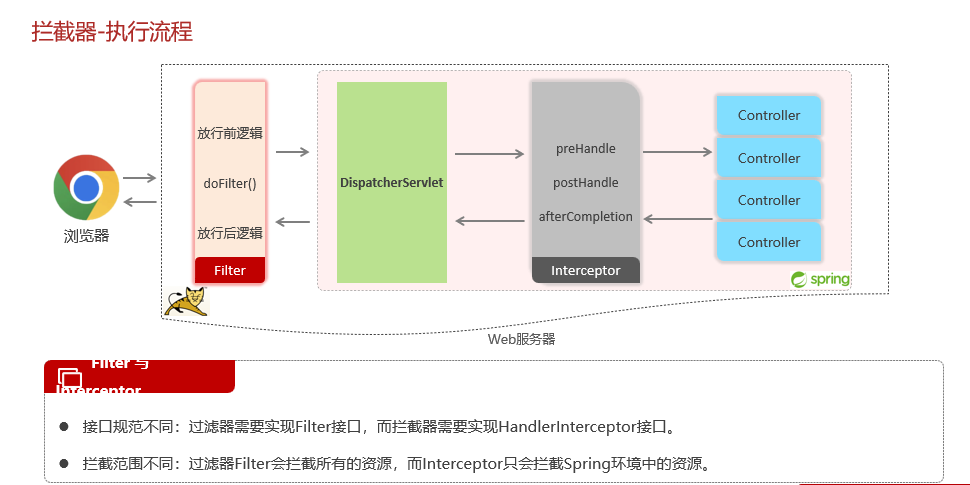 拦截器-执行流程
浏览器
放行前逻辑
doFilter()
放行后逻辑
Filter
DispatcherServlet
preHandle
postHandle
afterCompletion
Interceptor
Controller
Controller
Controller
Controller
spring
Web服务器
Filter 与
Interceptor
接口规范不同：过滤器需要实现Filter接口，而拦截器需要实现HandlerInterceptor接口。
拦截范围不同：过滤器Filter会拦截所有的资源，而Interceptor只会拦截Spring环境中的资源。